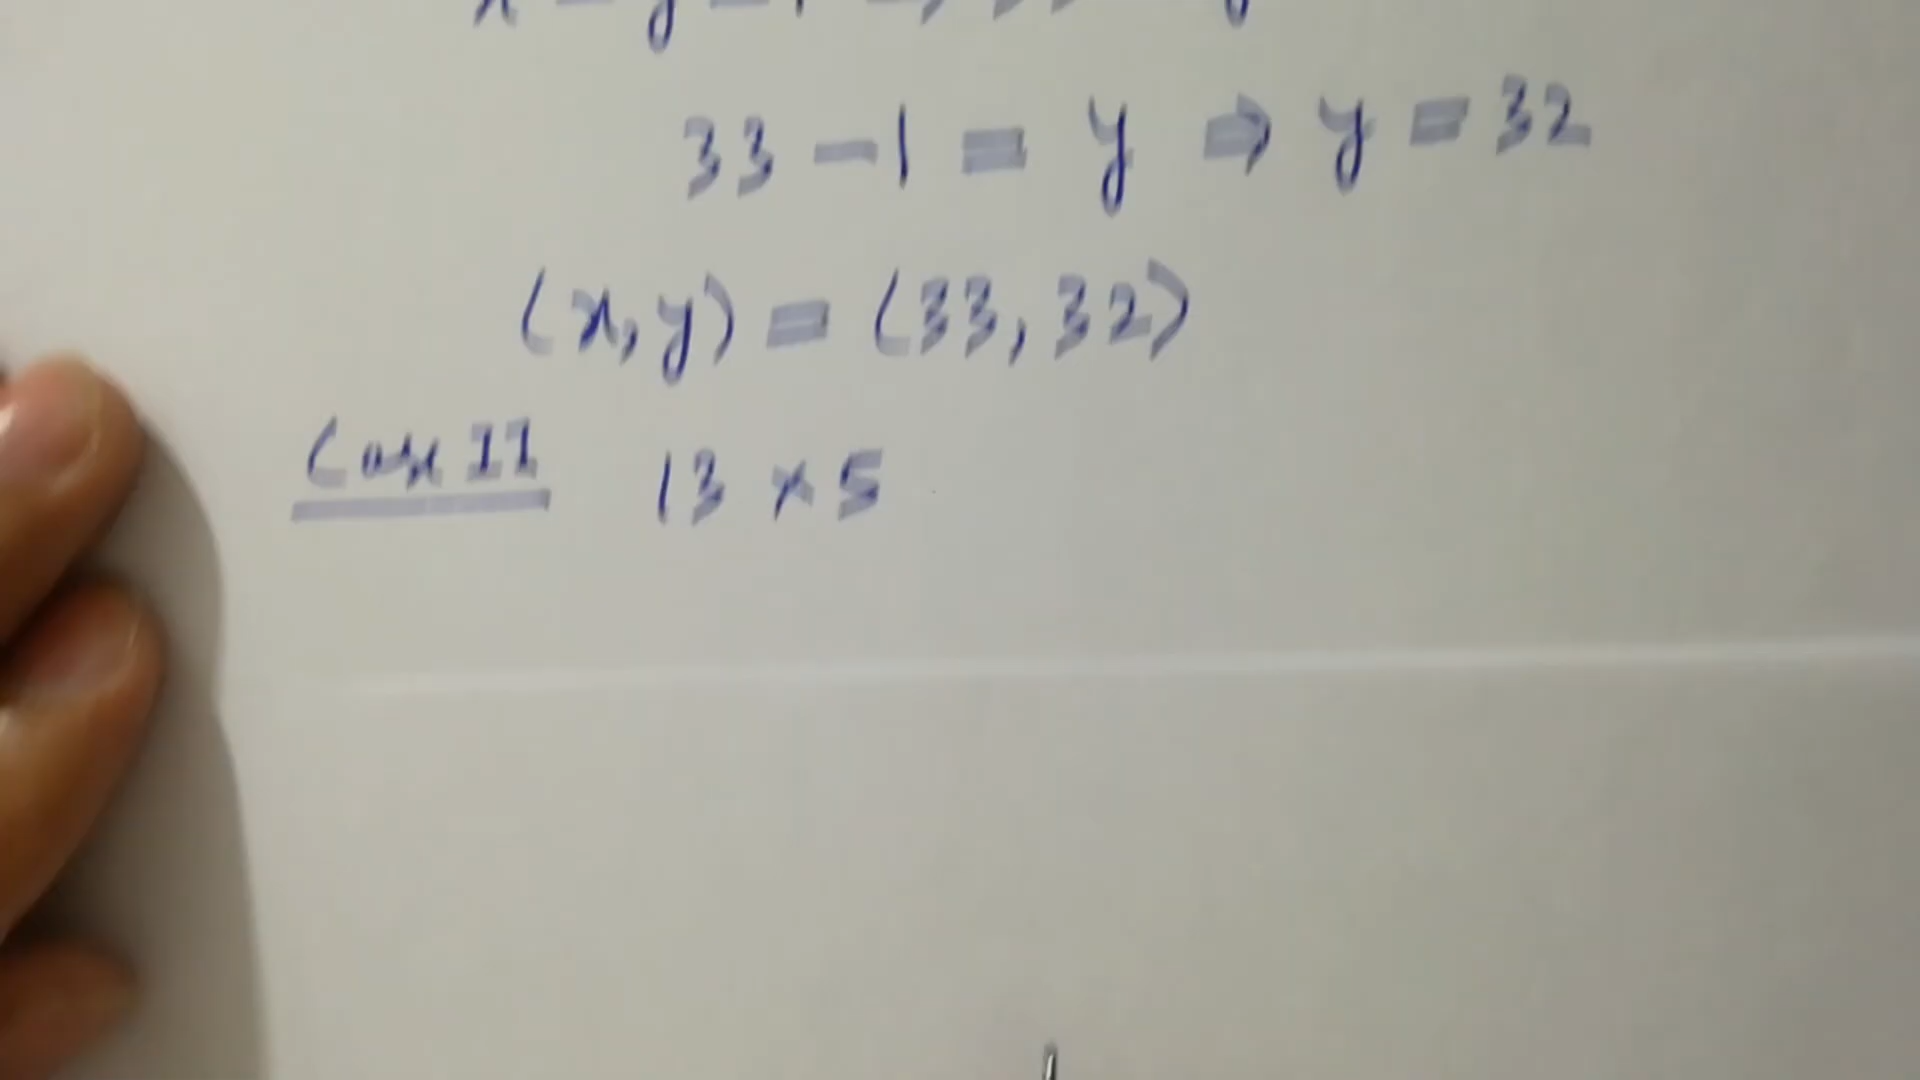 33 - 1 = y ⇒ y = 32
(x, y) = (33, 32)
Case II 13 × 5